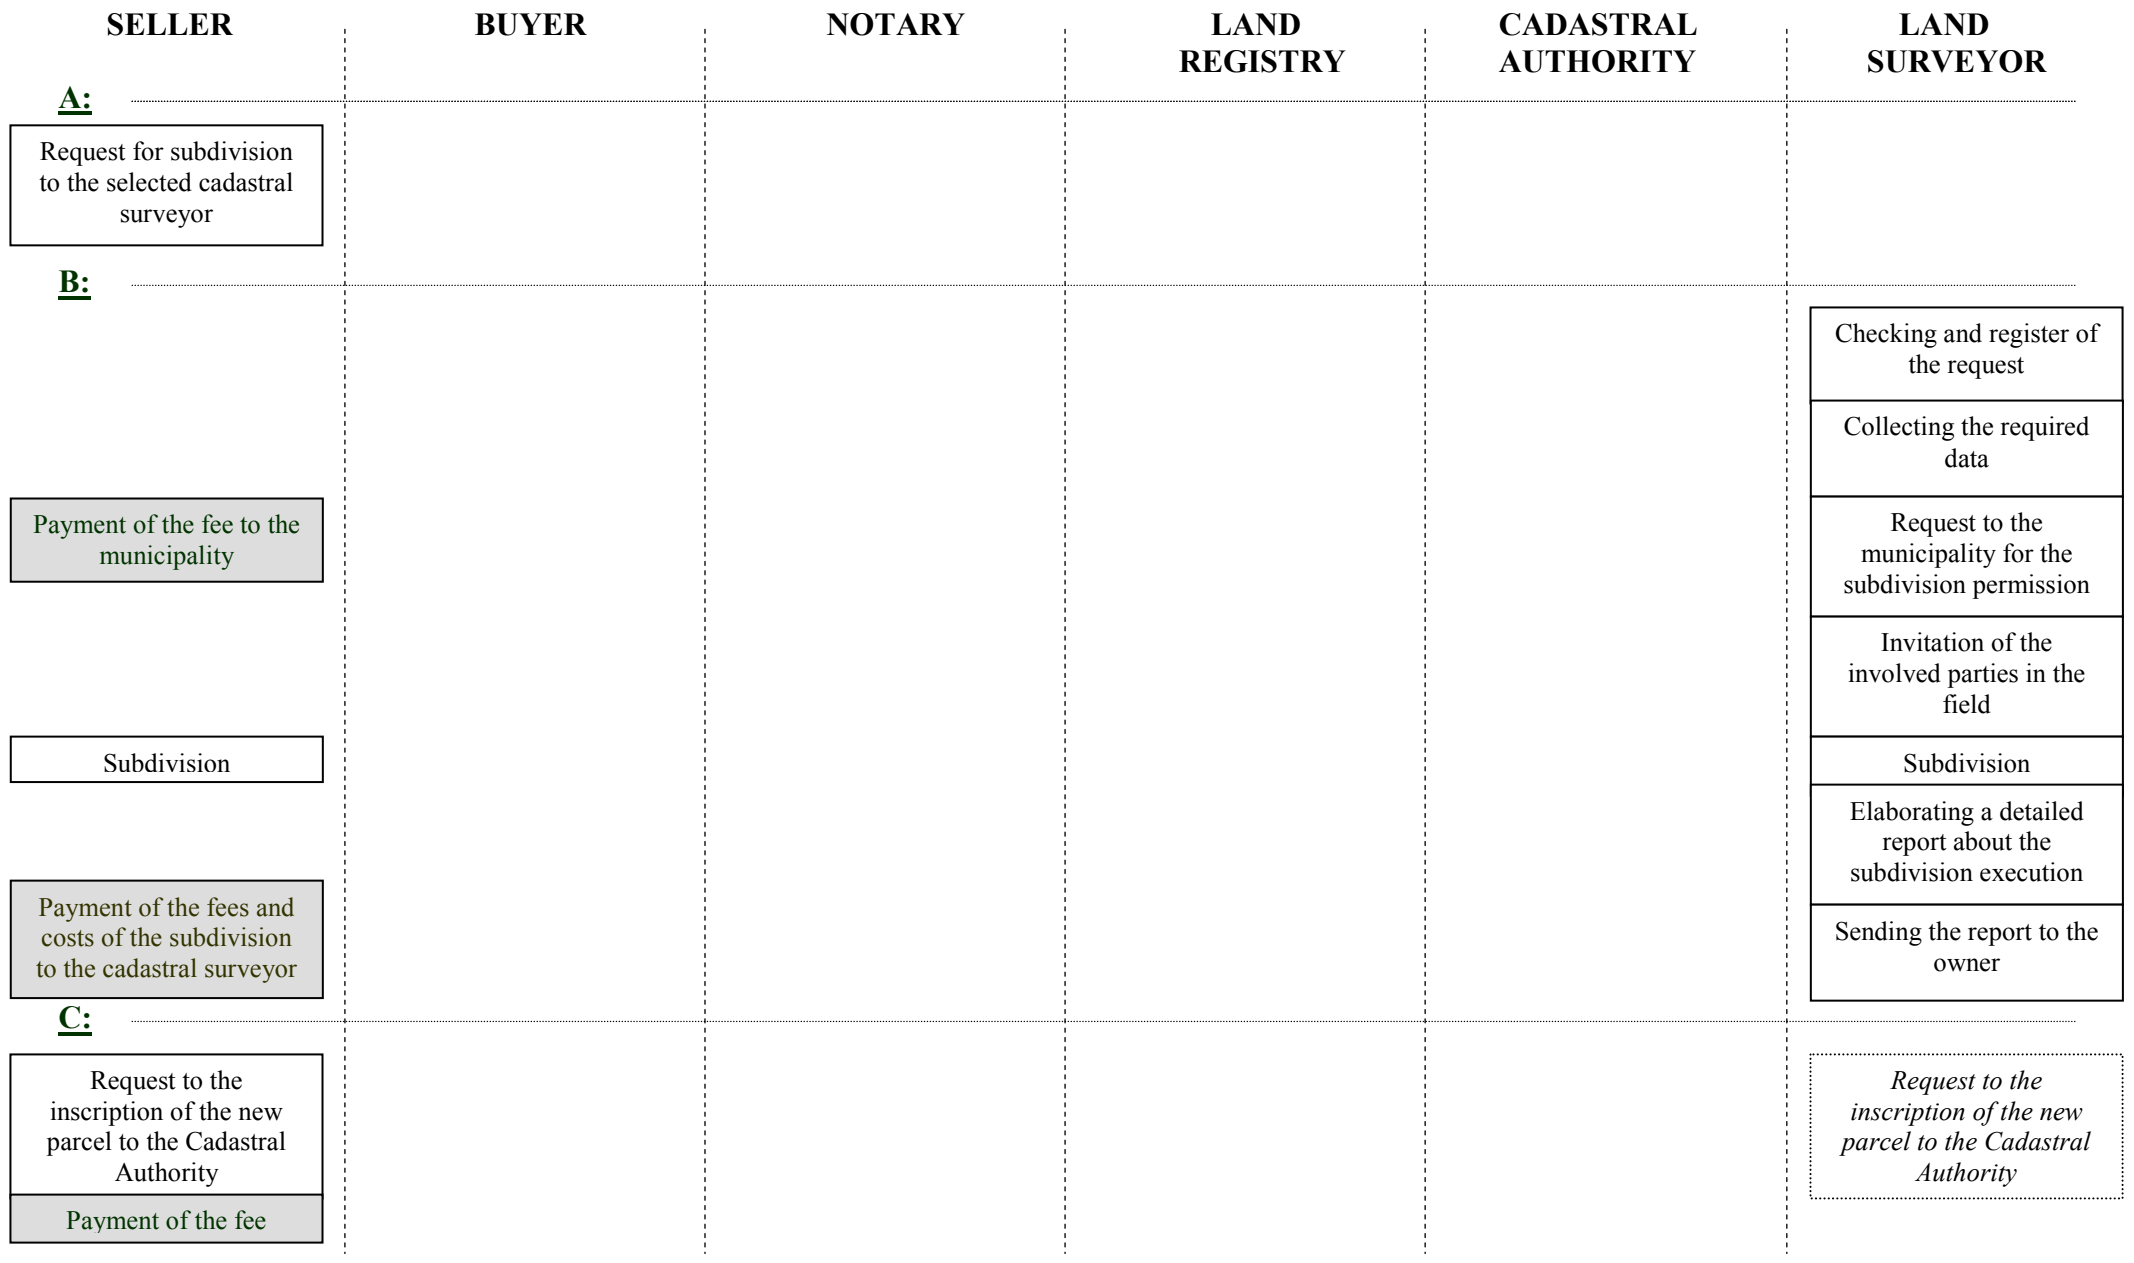 SELLER
BUYER
NOTARY
LAND
REGISTRY
CADASTRAL
AUTHORITY
LAND
SURVEYOR
A:
Request for subdivision
to the selected cadastral
surveyor
B:
Checking and register of
the request
Collecting the required
data
Payment of the fee to the
municipality
Request to the
municipality for the
subdivision permission
Invitation of the
involved parties in the
field
Subdivision
Subdivision
Elaborating a detailed
report about the
subdivision execution
Payment of the fees and
costs of the subdivision
to the cadastral surveyor
Sending the report to the
owner
C:
Request to the
inscription of the new
parcel to the Cadastral
Authority
Request to the
inscription of the new
parcel to the Cadastral
Authority
Payment of the fee